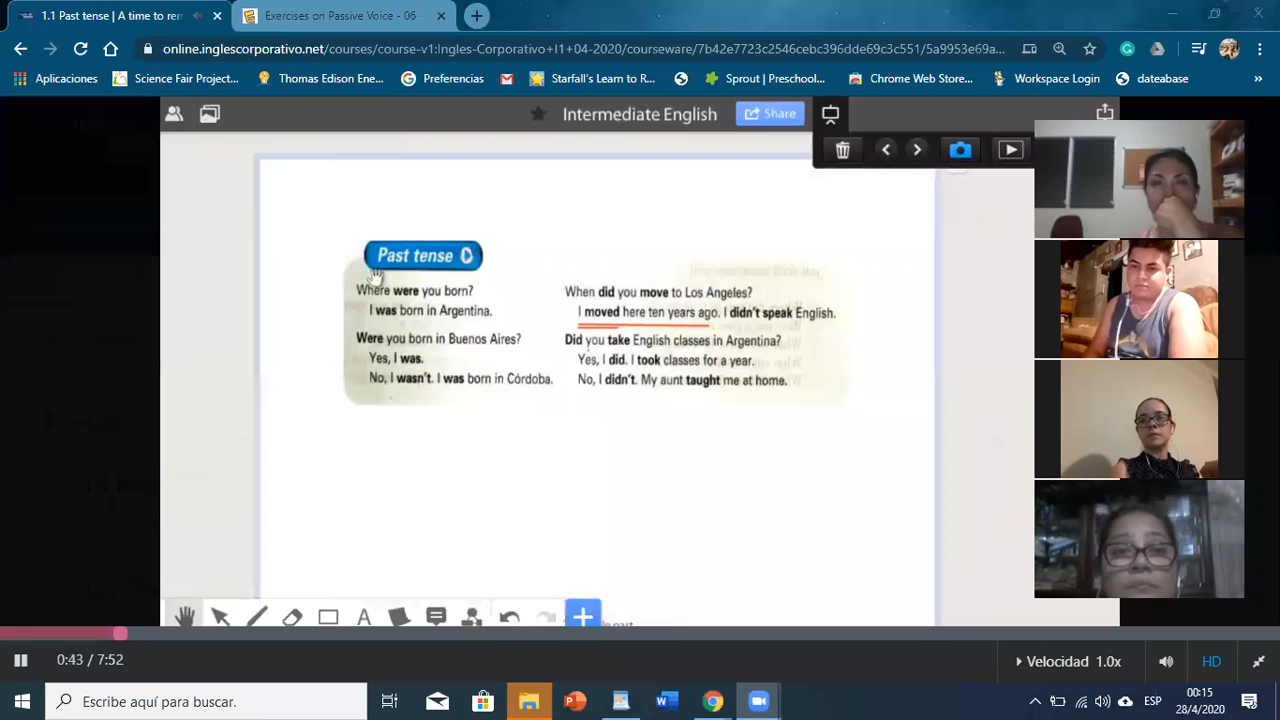 1.1 Past tense | A time to rem
Exercises on Passive Voice - 06 -
online.inglescorporativo.net/courses/course-v1:Ingles-Corporativo+I1+04-2020/courseware/7b42e7723c2546cebc396dde69c3c551/5a9953e69a...
Aplicaciones
Science Fair Project...
Thomas Edison Ene...
Preferencias
Starfall's Learn to R...
Sprout | Preschool...
Chrome Web Store...
Workspace Login
dateabase
»
Intermediate English
Share
Past tense
Where were you born?
I was born in Argentina.
Were you born in Buenos Aires?
Yes, I was.
No, I wasn't. I was born in Córdoba.
When did you move to Los Angeles?
I moved here ten years ago. I didn't speak English.
Did you take English classes in Argentina?
Yes, I did. I took classes for a year.
No, I didn't. My aunt taught me at home.
0:43 / 7:52
Velocidad 1.0x
HD
Escribe aquí para buscar.
ESP
00:15
28/4/2020